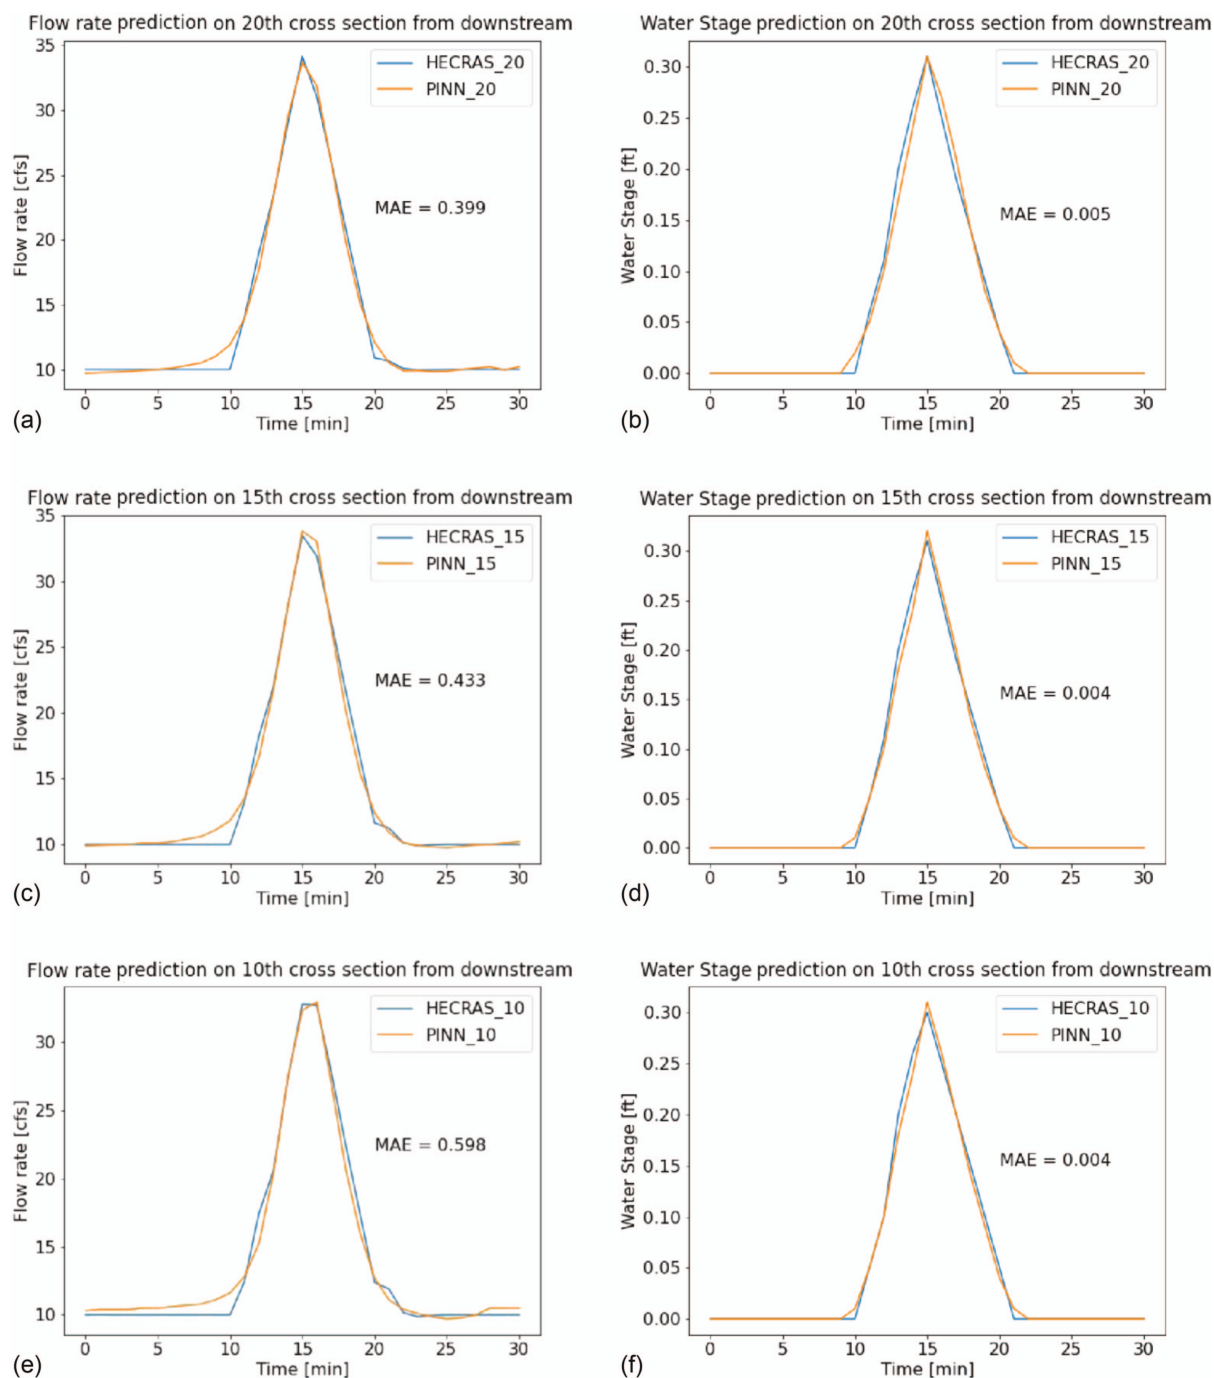 Flow rate prediction on 20th cross section from downstream
35
30
25
20
15
10
Flow rate [cfs]
HECRAS_20
PINN_20
MAE = 0.399
0 5 10 15 20 25 30
Time [min]
(a)
Water Stage prediction on 20th cross section from downstream
0.30
0.25
0.20
0.15
0.10
0.05
0.00
Water Stage [ft]
HECRAS_20
PINN_20
MAE = 0.005
0 5 10 15 20 25 30
Time [min]
(b)
Flow rate prediction on 15th cross section from downstream
35
30
25
20
15
10
Flow rate [cfs]
HECRAS_15
PINN_15
MAE = 0.433
0 5 10 15 20 25 30
Time [min]
(c)
Water Stage prediction on 15th cross section from downstream
0.30
0.25
0.20
0.15
0.10
0.05
0.00
Water Stage [ft]
HECRAS_15
PINN_15
MAE = 0.004
0 5 10 15 20 25 30
Time [min]
(d)
Flow rate prediction on 10th cross section from downstream
30
25
20
15
10
Flow rate [cfs]
HECRAS_10
PINN_10
MAE = 0.598
0 5 10 15 20 25 30
Time [min]
(e)
Water Stage prediction on 10th cross section from downstream
0.30
0.25
0.20
0.15
0.10
0.05
0.00
Water Stage [ft]
HECRAS_10
PINN_10
MAE = 0.004
0 5 10 15 20 25 30
Time [min]
(f)